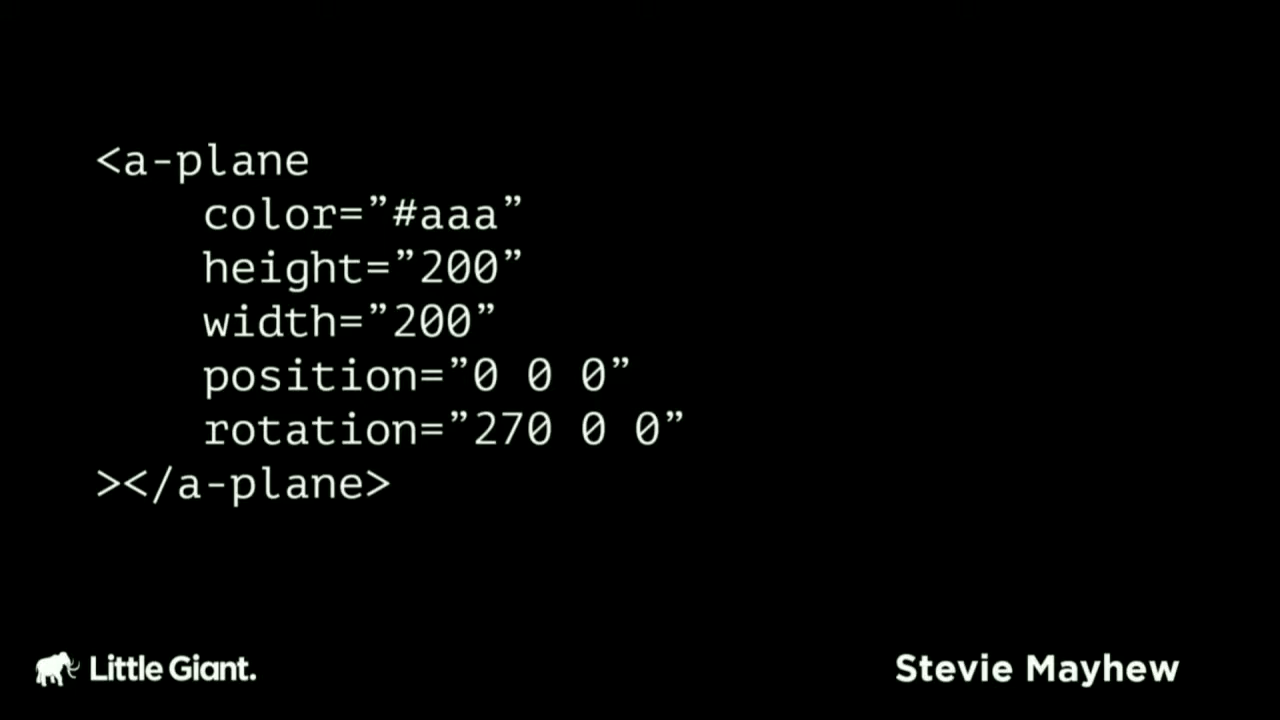 <a-plane
color=”#aaa”
height=”200”
width=”200”
position=”0 0 0”
rotation=”270 0 0”
></a-plane>
Little Giant.
Stevie Mayhew